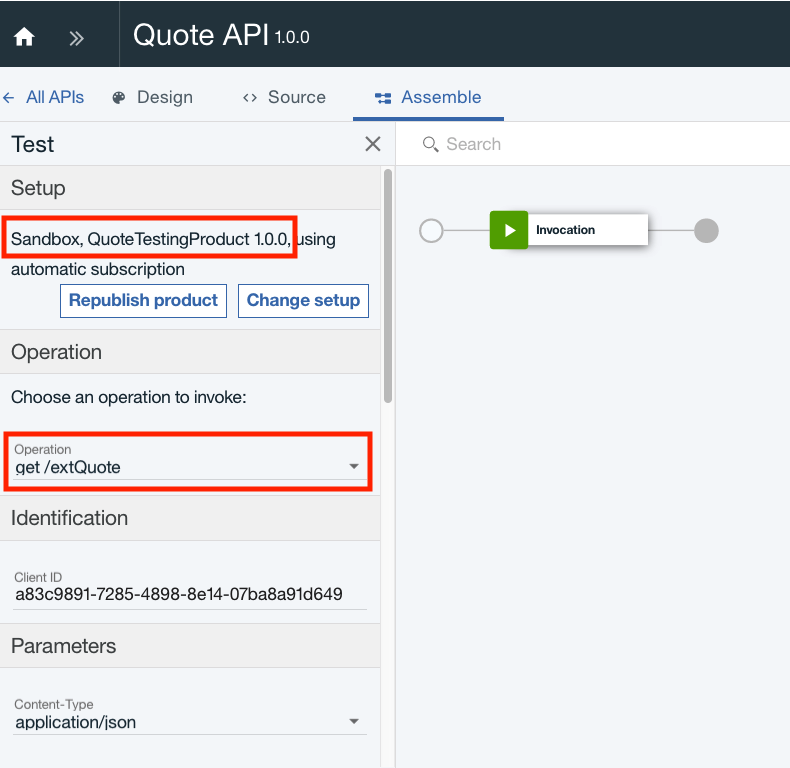 Quote API 1.0.0
All APIs Design Source Assemble
Test
Search
Setup
Sandbox, QuoteTestingProduct 1.0.0, using
automatic subscription
Republish product Change setup
Invocation
Operation
Choose an operation to invoke:
Operation
get /extQuote
Identification
Client ID
a83c9891-7285-4898-8e14-07ba8a91d649
Parameters
Content-Type
application/json